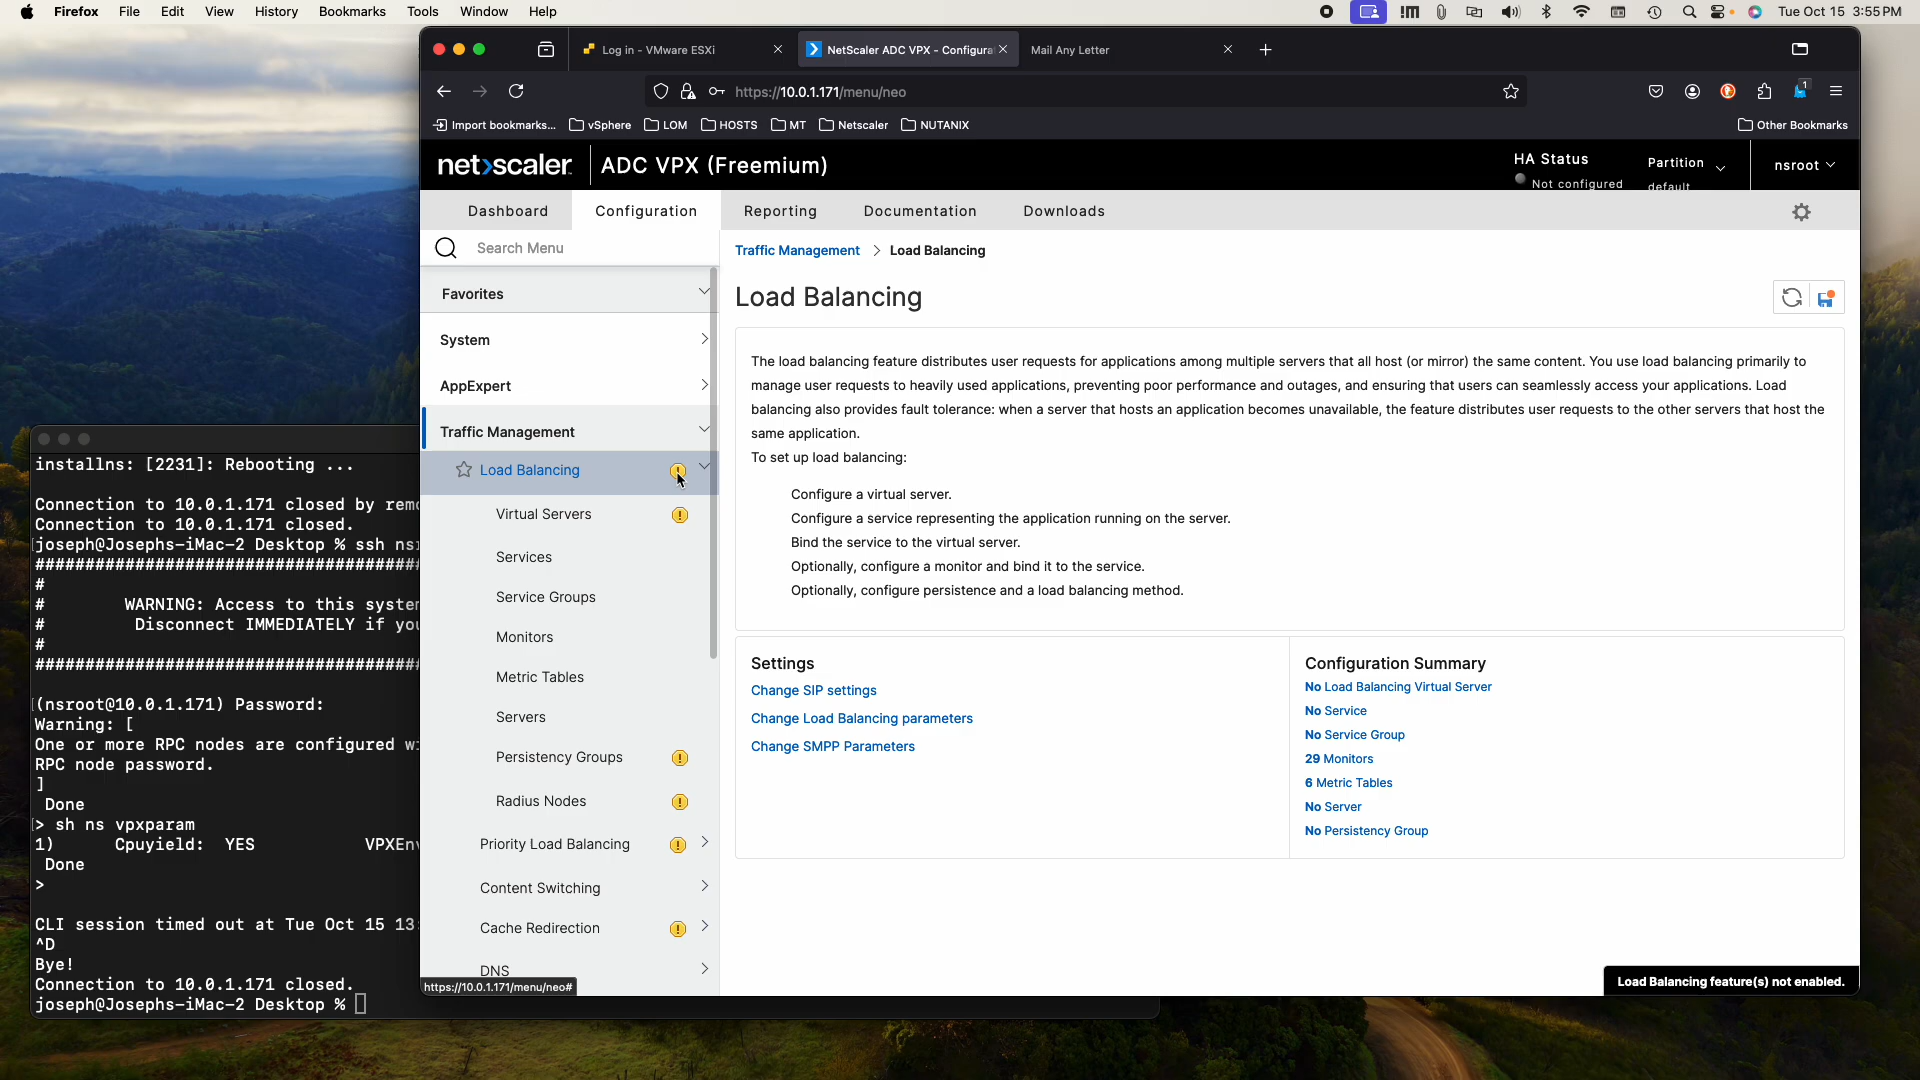 Firefox File Edit View History Bookmarks Tools Window Help
Tue Oct 15 3:55 PM
Log in - VMware ESXi
NetScaler ADC VPX - Configura
Mail Any Letter
https://10.0.1.171/menu/neo
1
Import bookmarks... vSphere LOM HOSTS MT Netscaler NUTANIX
Other Bookmarks
net>scaler ADC VPX (Freemium)
HA Status
Not configured
Partition
default
nsroot
Dashboard Configuration Reporting Documentation Downloads
Search Menu
Favorites
System
AppExpert
Traffic Management
Load Balancing
Virtual Servers
Services
Service Groups
Monitors
Metric Tables
Servers
Persistency Groups
Radius Nodes
Priority Load Balancing
Content Switching
Cache Redirection
DNS
https://10.0.1.171/menu/neo#
Traffic Management > Load Balancing
Load Balancing
The load balancing feature distributes user requests for applications among multiple servers that all host (or mirror) the same content. You use load balancing primarily to
manage user requests to heavily used applications, preventing poor performance and outages, and ensuring that users can seamlessly access your applications. Load
balancing also provides fault tolerance: when a server that hosts an application becomes unavailable, the feature distributes user requests to the other servers that host the
same application.
To set up load balancing:
Configure a virtual server.
Configure a service representing the application running on the server.
Bind the service to the virtual server.
Optionally, configure a monitor and bind it to the service.
Optionally, configure persistence and a load balancing method.
Settings
Change SIP settings
Change Load Balancing parameters
Change SMPP Parameters
Configuration Summary
No Load Balancing Virtual Server
No Service
No Service Group
29 Monitors
6 Metric Tables
No Server
No Persistency Group
Load Balancing feature(s) not enabled.
installns: [2231]: Rebooting ...
Connection to 10.0.1.171 closed by rem
Connection to 10.0.1.171 closed.
[joseph@Josephs-iMac-2 Desktop % ssh ns
#######################################
#
# WARNING: Access to this syste
# Disconnect IMMEDIATELY if yo
#
#######################################
[(nsroot@10.0.1.171) Password:
Warning: [
One or more RPC nodes are configured w
RPC node password.
]
Done
[> sh ns vpxparam
1) Cpuyield: YES VPXEn
Done
>
CLI session timed out at Tue Oct 15 13:
^D
Bye!
Connection to 10.0.1.171 closed.
joseph@Josephs-iMac-2 Desktop %